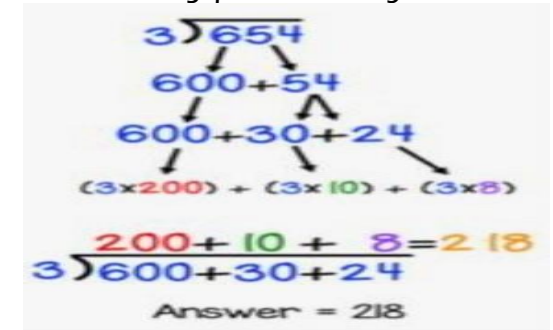 3)654
600+54
600+30+24
(3x200) + (3x10) + (3x8)
200+ 10 + 8=218
3)600+30+24
Answer = 218